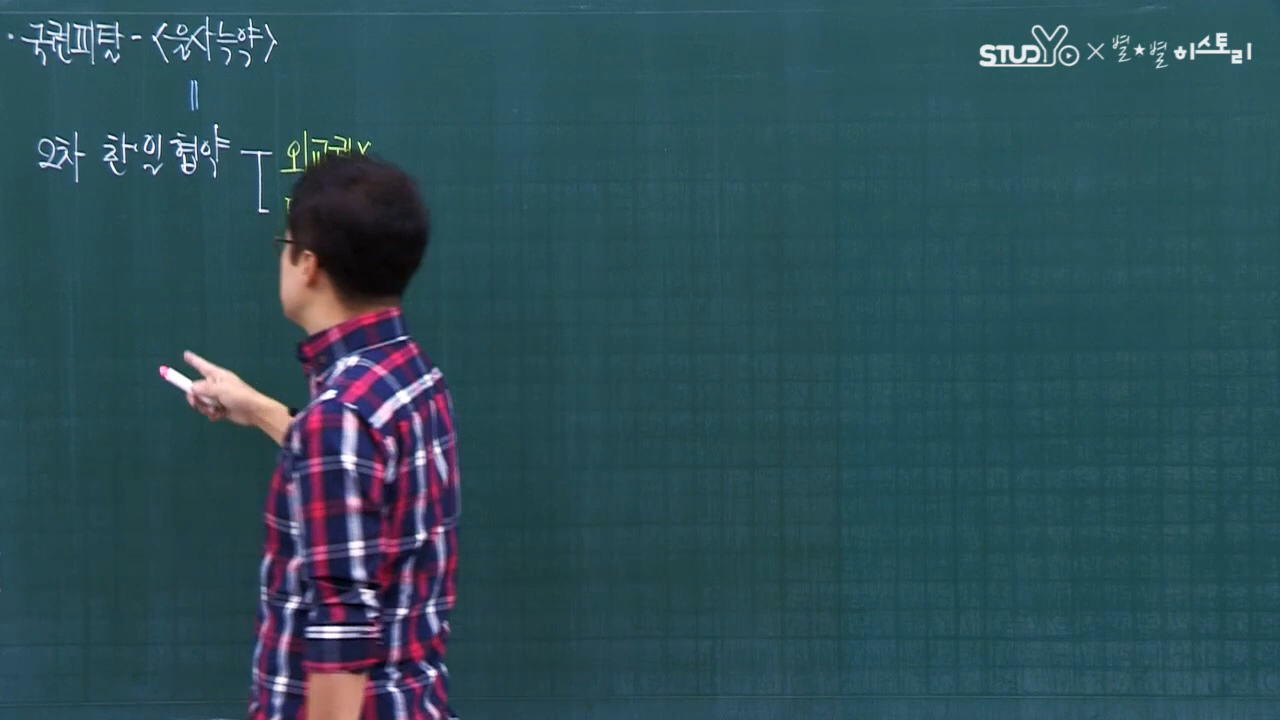 · 국권피탈 - <을사늑약>
||
2차 한·일 협약 외교권x
STUDYo × 별★별 히스토리